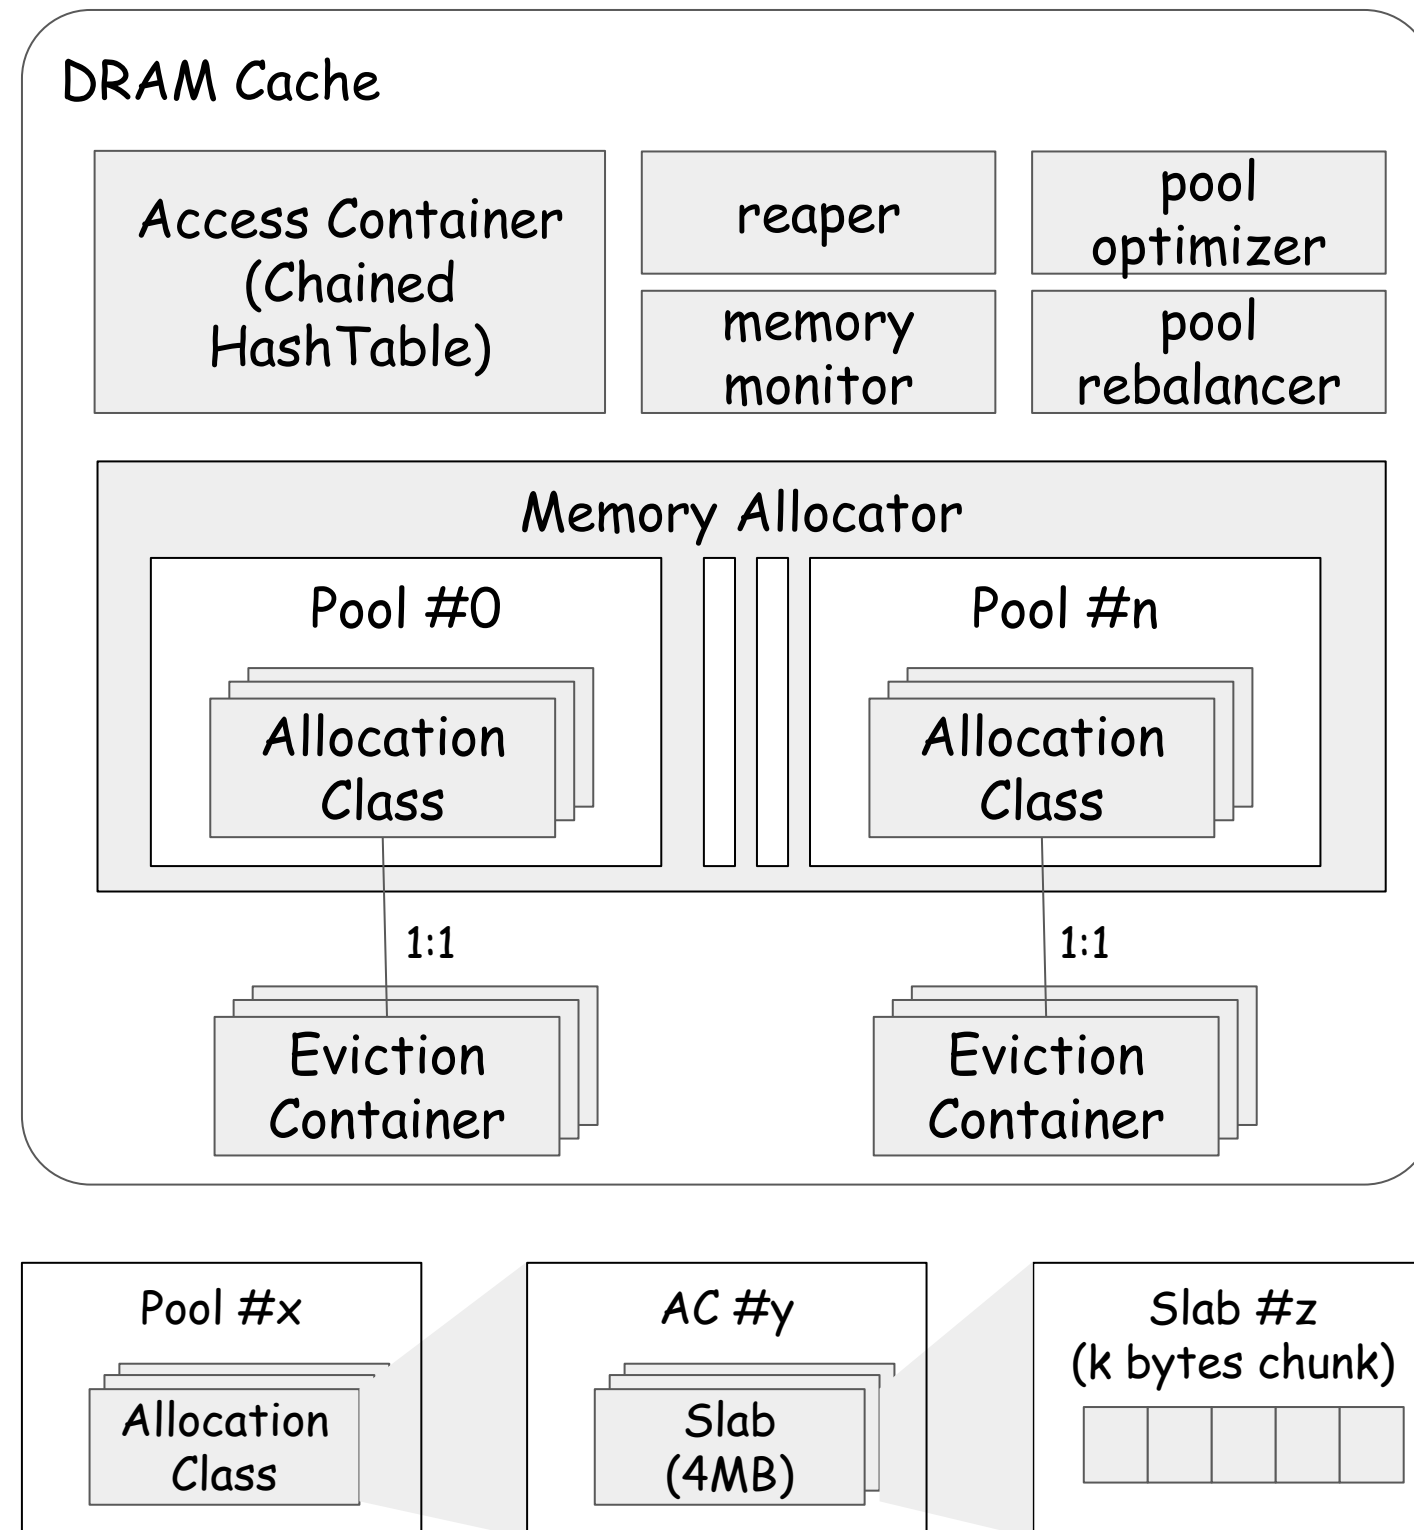 DRAM Cache
Access Container
(Chained
HashTable)
reaper
pool
optimizer
memory
monitor
pool
rebalancer
Memory Allocator
Pool #0
Allocation
Class
Pool #n
Allocation
Class
1:1
1:1
Eviction
Container
Eviction
Container
Pool #x
Allocation
Class
AC #y
Slab
(4MB)
Slab #z
(k bytes chunk)